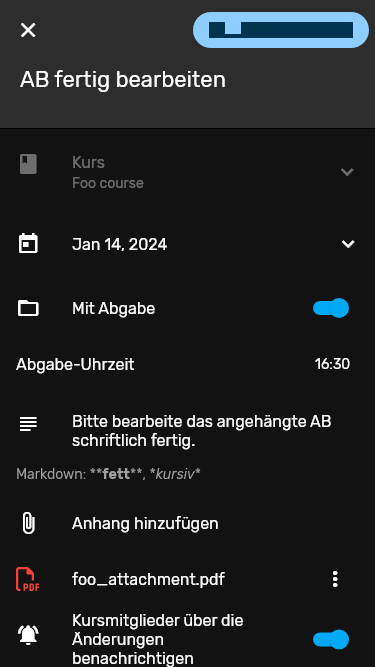 AB fertig bearbeiten
Kurs
Foo course
Jan 14, 2024
Mit Abgabe
Abgabe-Uhrzeit 16:30
Bitte bearbeite das angehängte AB
schriftlich fertig.
Markdown: **fett**, *kursiv*
Anhang hinzufügen
PDF
foo_attachment.pdf
Kursmitglieder über die
Änderungen
benachrichtigen